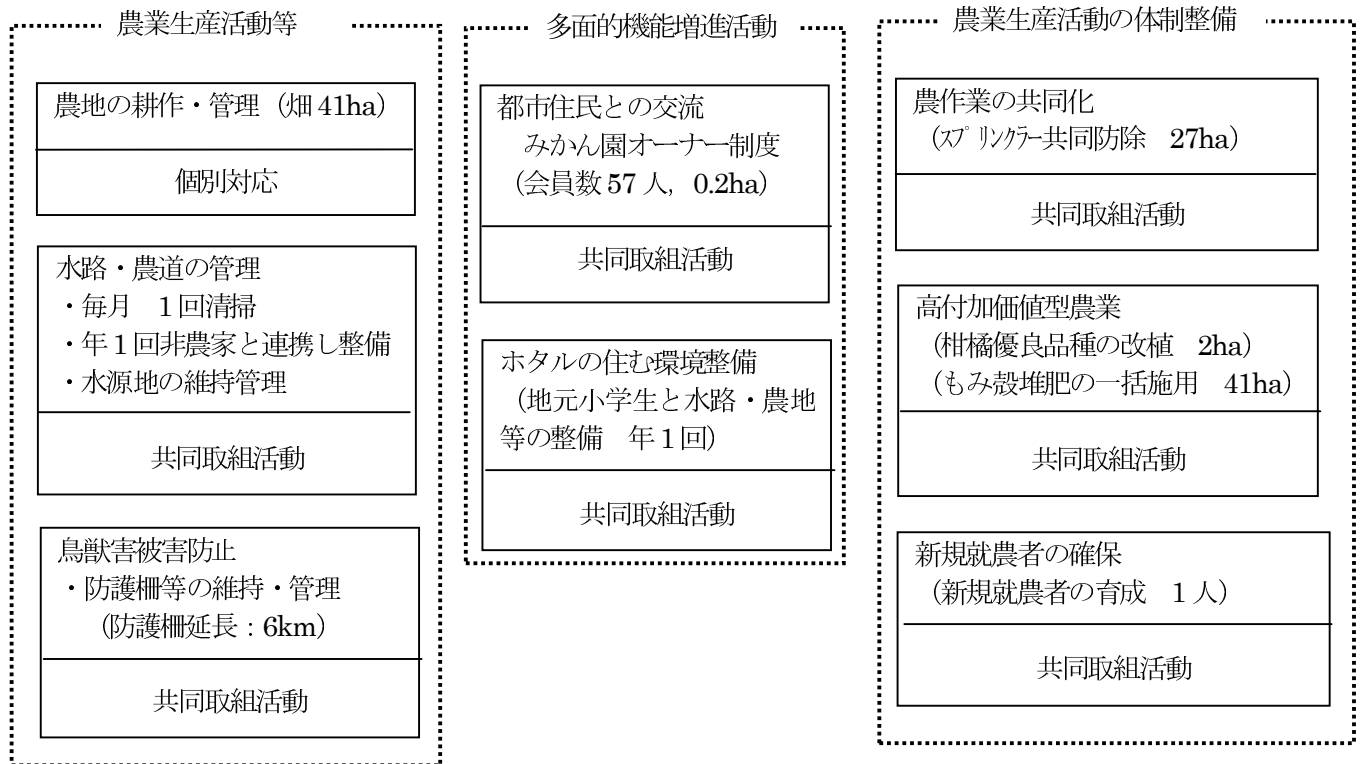 農業生産活動等
農地の耕作・管理（畑 41ha）
個別対応
水路・農道の管理
・毎月　1回清掃
・年1回非農家と連携し整備
・水源地の維持管理
共同取組活動
鳥獣害被害防止
・防護柵等の維持・管理
（防護柵延長：6km）
共同取組活動
多面的機能増進活動
都市住民との交流
みかん園オーナー制度
（会員数 57 人，0.2ha）
共同取組活動
ホタルの住む環境整備
（地元小学生と水路・農地
等の整備　年1回）
共同取組活動
農業生産活動の体制整備
農作業の共同化
（ｽﾌﾟﾘﾝｸﾗｰ共同防除　27ha）
共同取組活動
高付加価値型農業
（柑橘優良品種の改植　2ha）
（もみ殻堆肥の一括施用　41ha）
共同取組活動
新規就農者の確保
（新規就農者の育成　1人）
共同取組活動